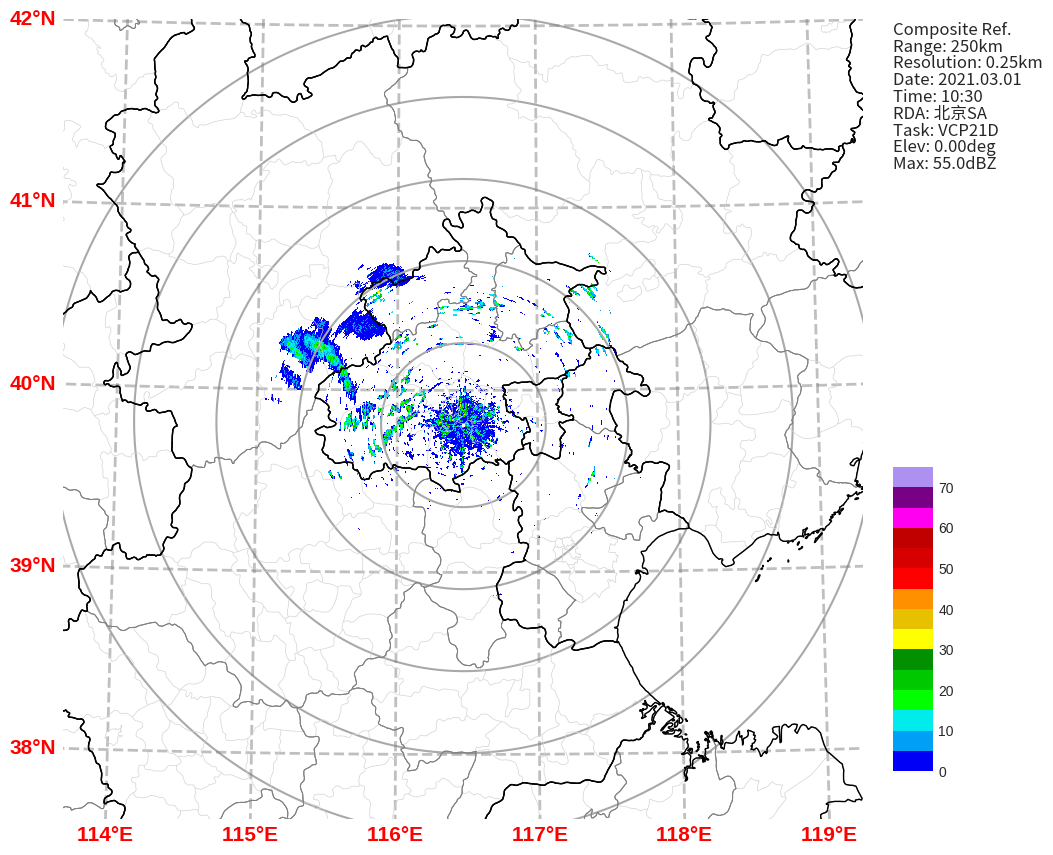 42°N
41°N
40°N
39°N
38°N
114°E
115°E
116°E
117°E
118°E
119°E
Composite Ref.
Range: 250km
Resolution: 0.25km
Date: 2021.03.01
Time: 10:30
RDA: 北京SA
Task: VCP21D
Elev: 0.00deg
Max: 55.0dBZ
70
60
50
40
30
20
10
0